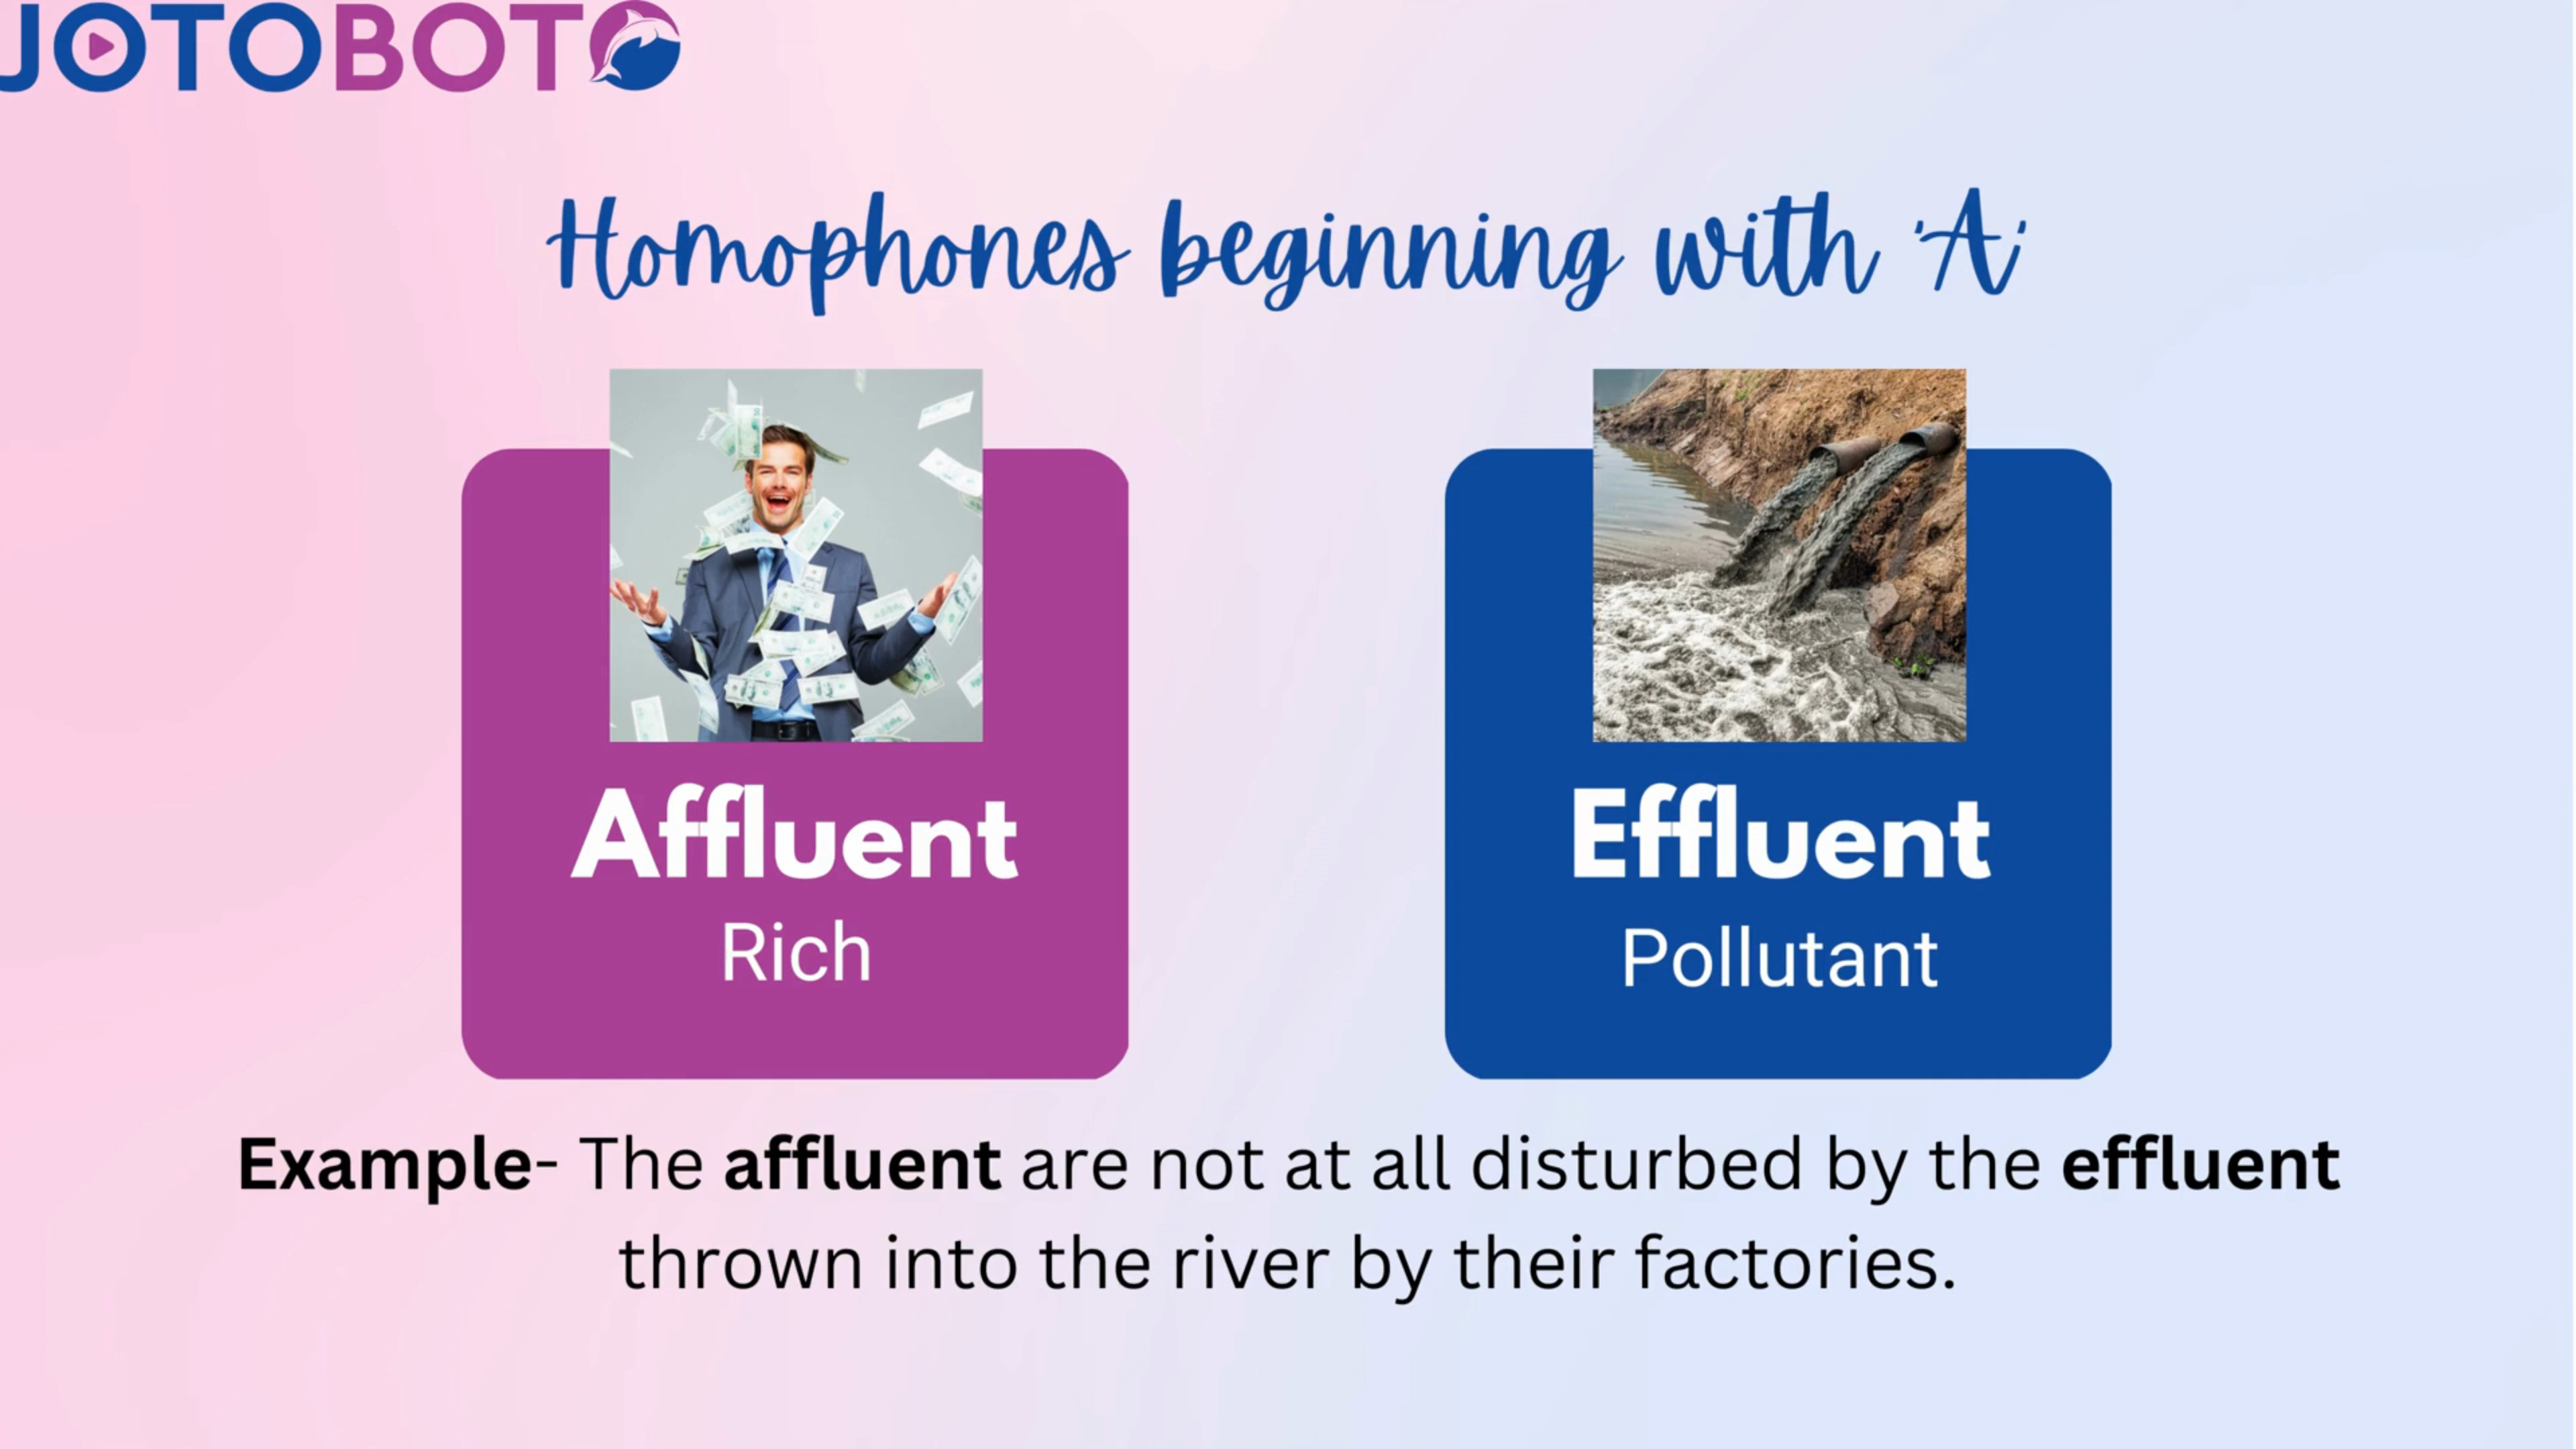 JOTOBOTO
Homophones beginning with 'A'
Affluent
Rich
Effluent
Pollutant
Example- The affluent are not at all disturbed by the effluent
thrown into the river by their factories.